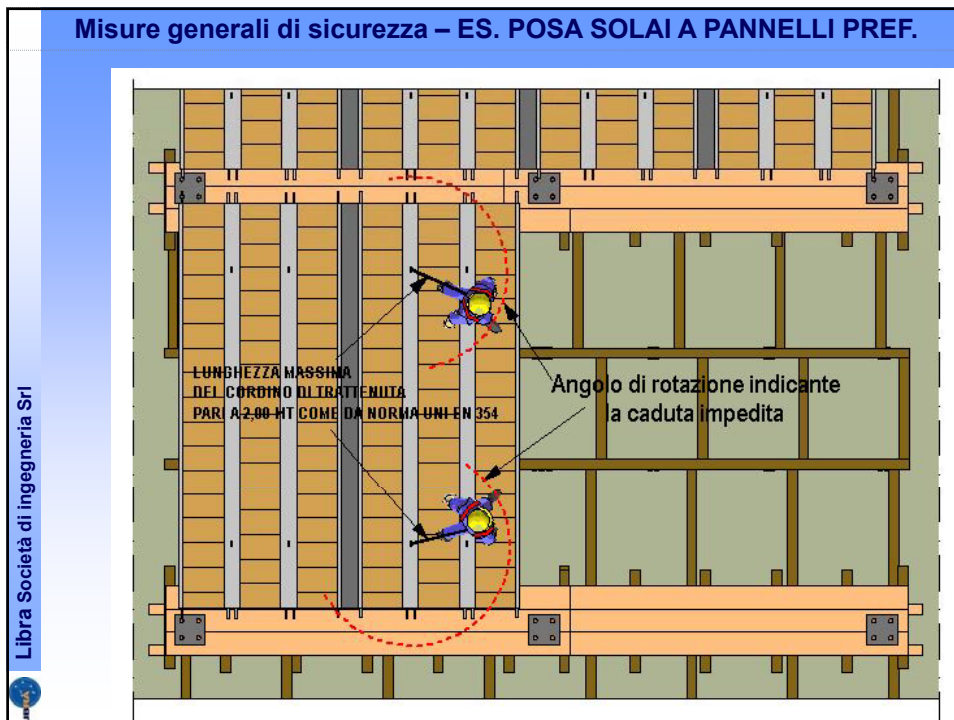 Misure generali di sicurezza – ES. POSA SOLAI A PANNELLI PREF.
LUNGHEZZA MASSIMA
DEL CORDINO DI TRATTENUTA
PARI A 2,00 MT COME DA NORMA UNI EN 354
Angolo di rotazione indicante
la caduta impedita
Libra Società di ingegneria Srl